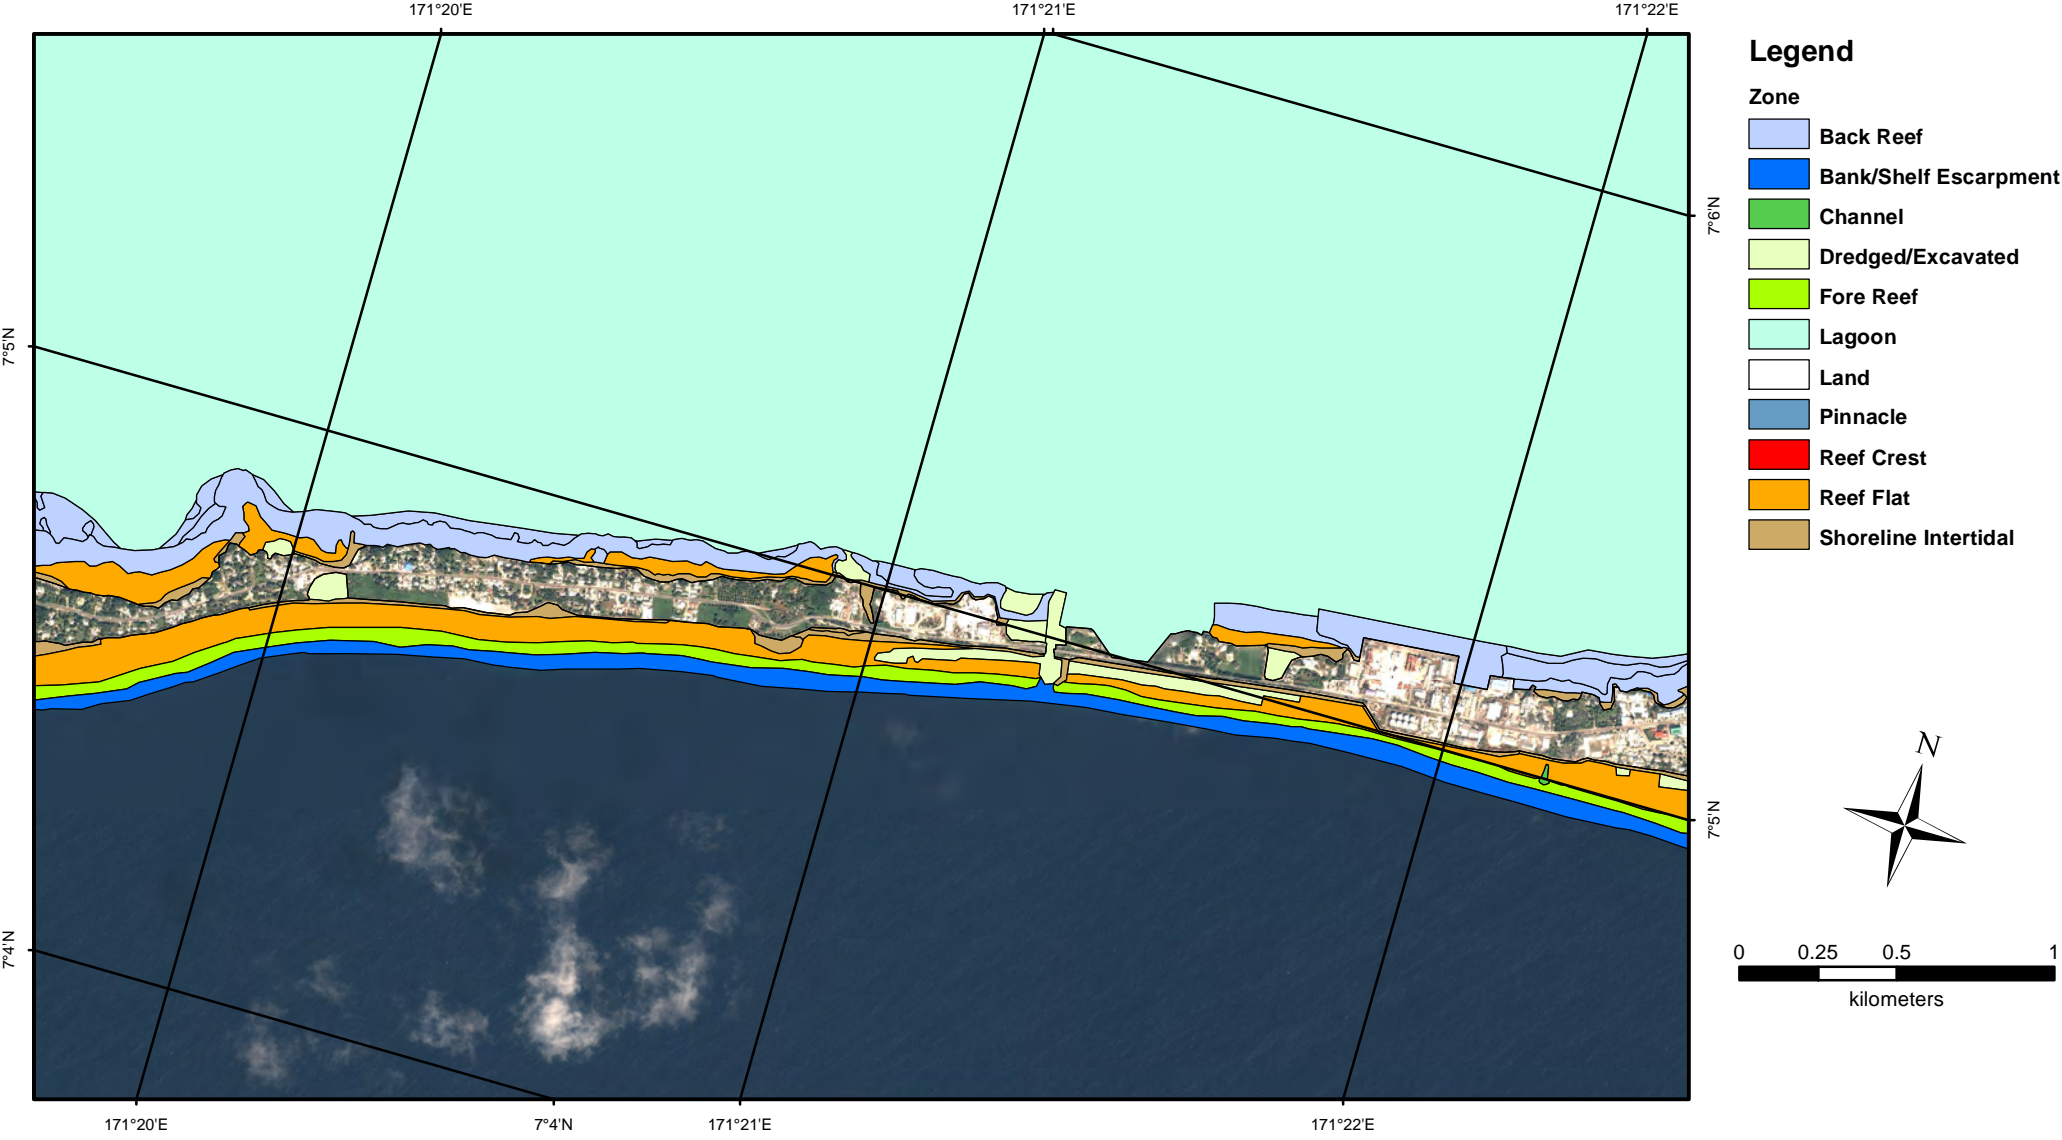 171°20'E
171°21'E
171°22'E
Legend
Zone
Back Reef
Bank/Shelf Escarpment
Channel
7°6'N
Dredged/Excavated
Fore Reef
7°5'N
Lagoon
Land
Pinnacle
Reef Crest
Reef Flat
Shoreline Intertidal
N
7°5'N
7°4'N
0 0.25 0.5 1
kilometers
171°20'E
7°4'N
171°21'E
171°22'E